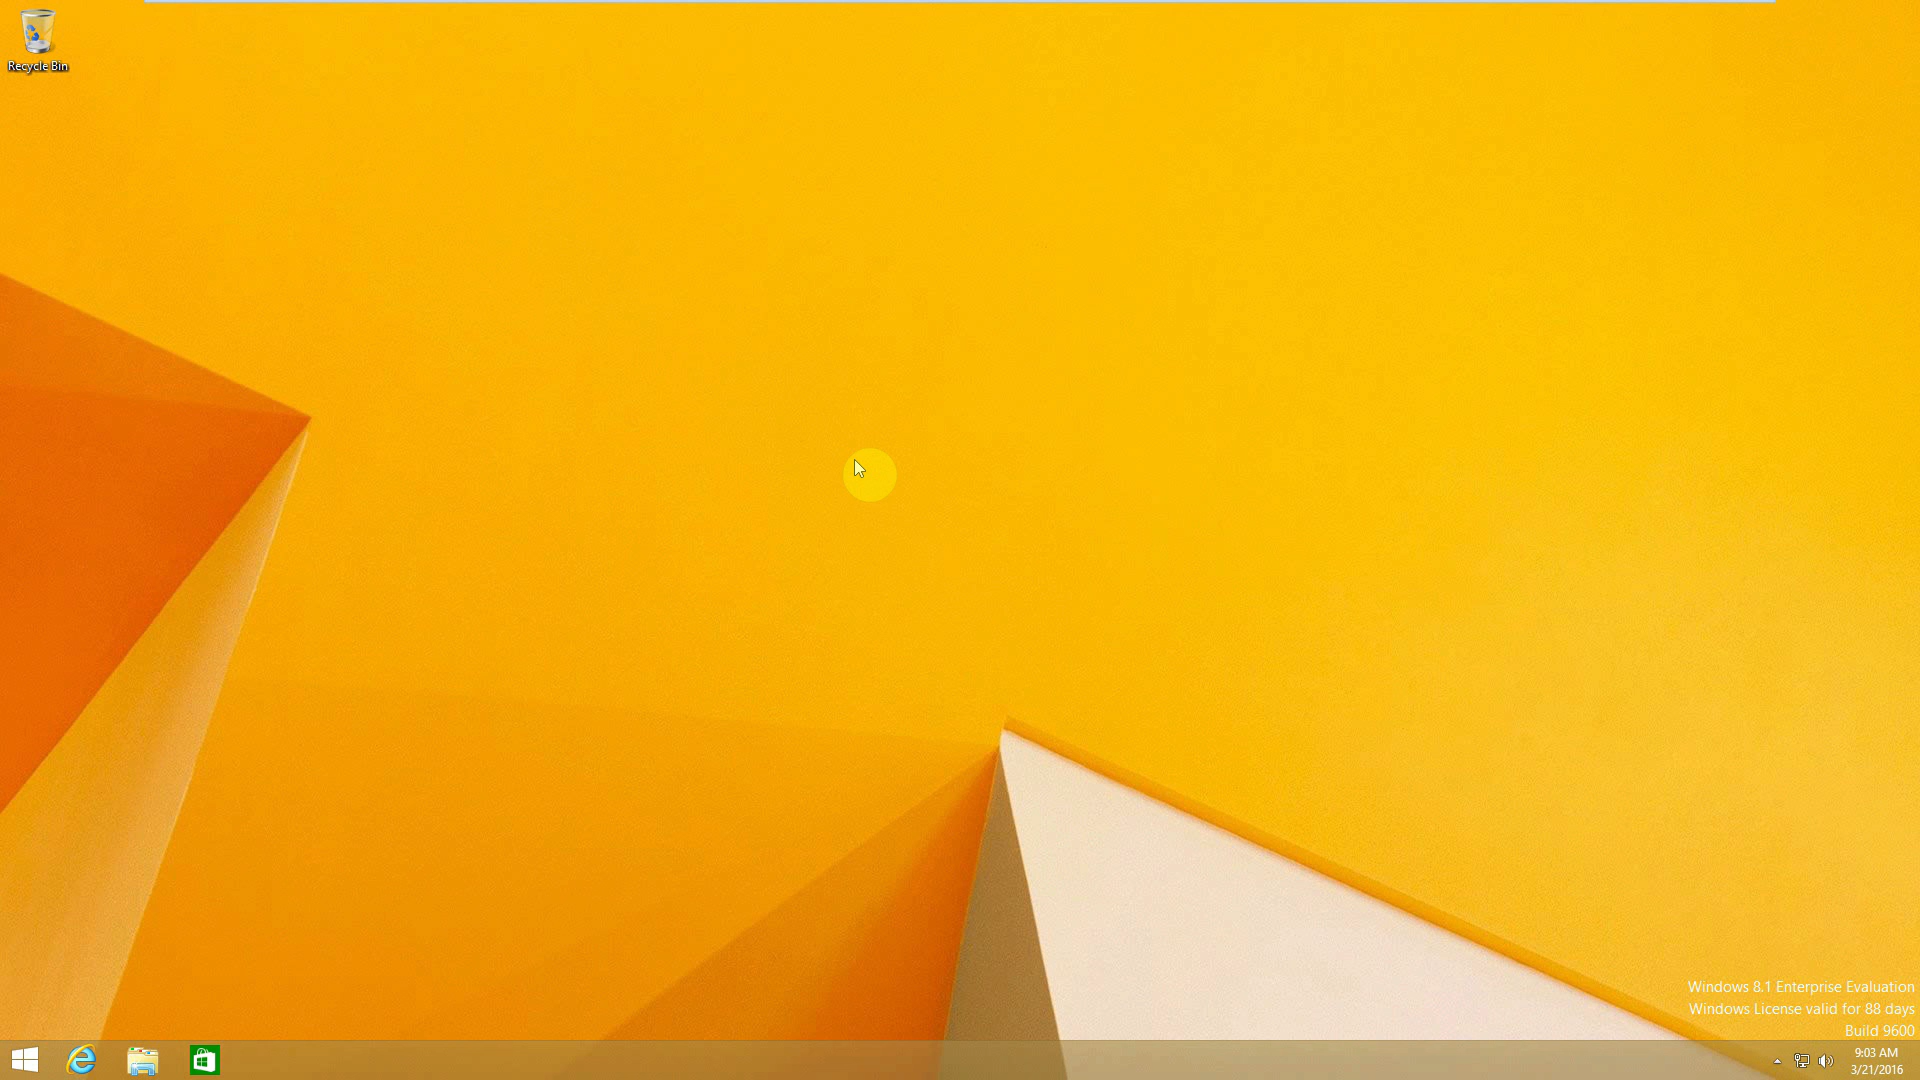 Recycle Bin
Windows 8.1 Enterprise Evaluation
Windows License valid for 88 days
Build 9600
9:03 AM
3/21/2016